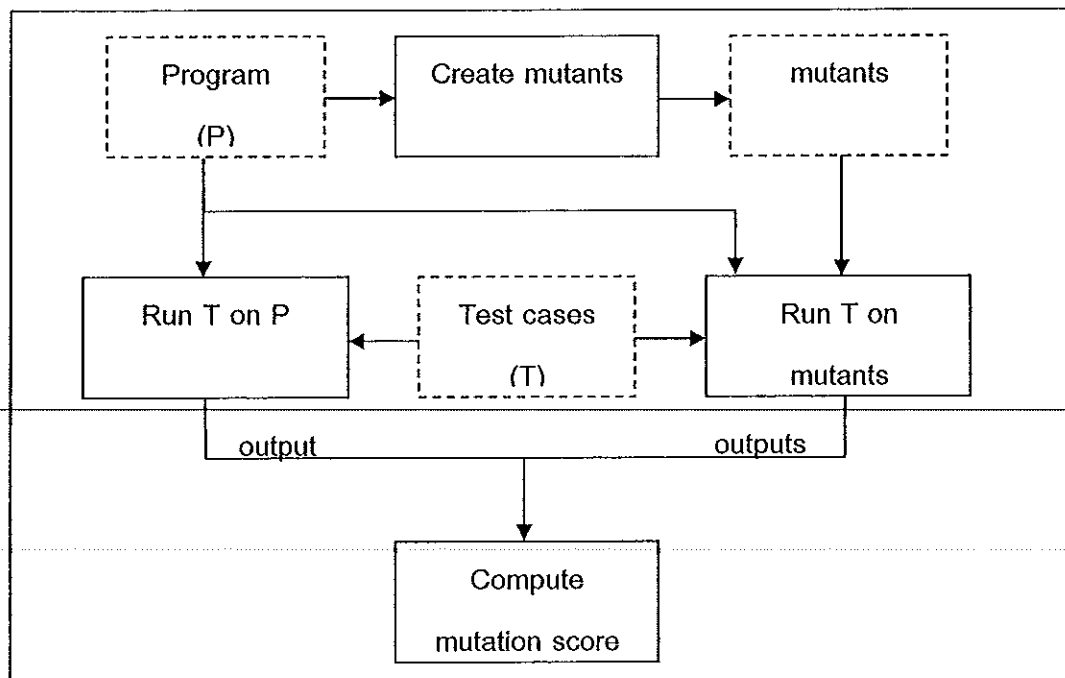 Program
(P)
Create mutants
mutants
Run T on P
Test cases
(T)
Run T on
mutants
output
outputs
Compute
mutation score